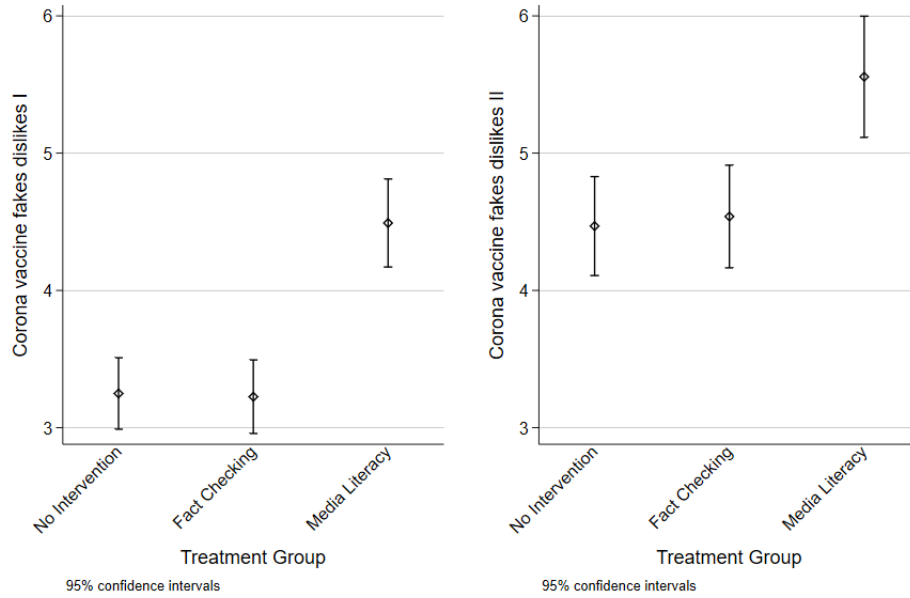 Corona vaccine fakes dislikes I
6
5
4
3
No Intervention
Fact Checking
Media Literacy
Treatment Group
95% confidence intervals
Corona vaccine fakes dislikes II
6
5
4
3
No Intervention
Fact Checking
Media Literacy
Treatment Group
95% confidence intervals